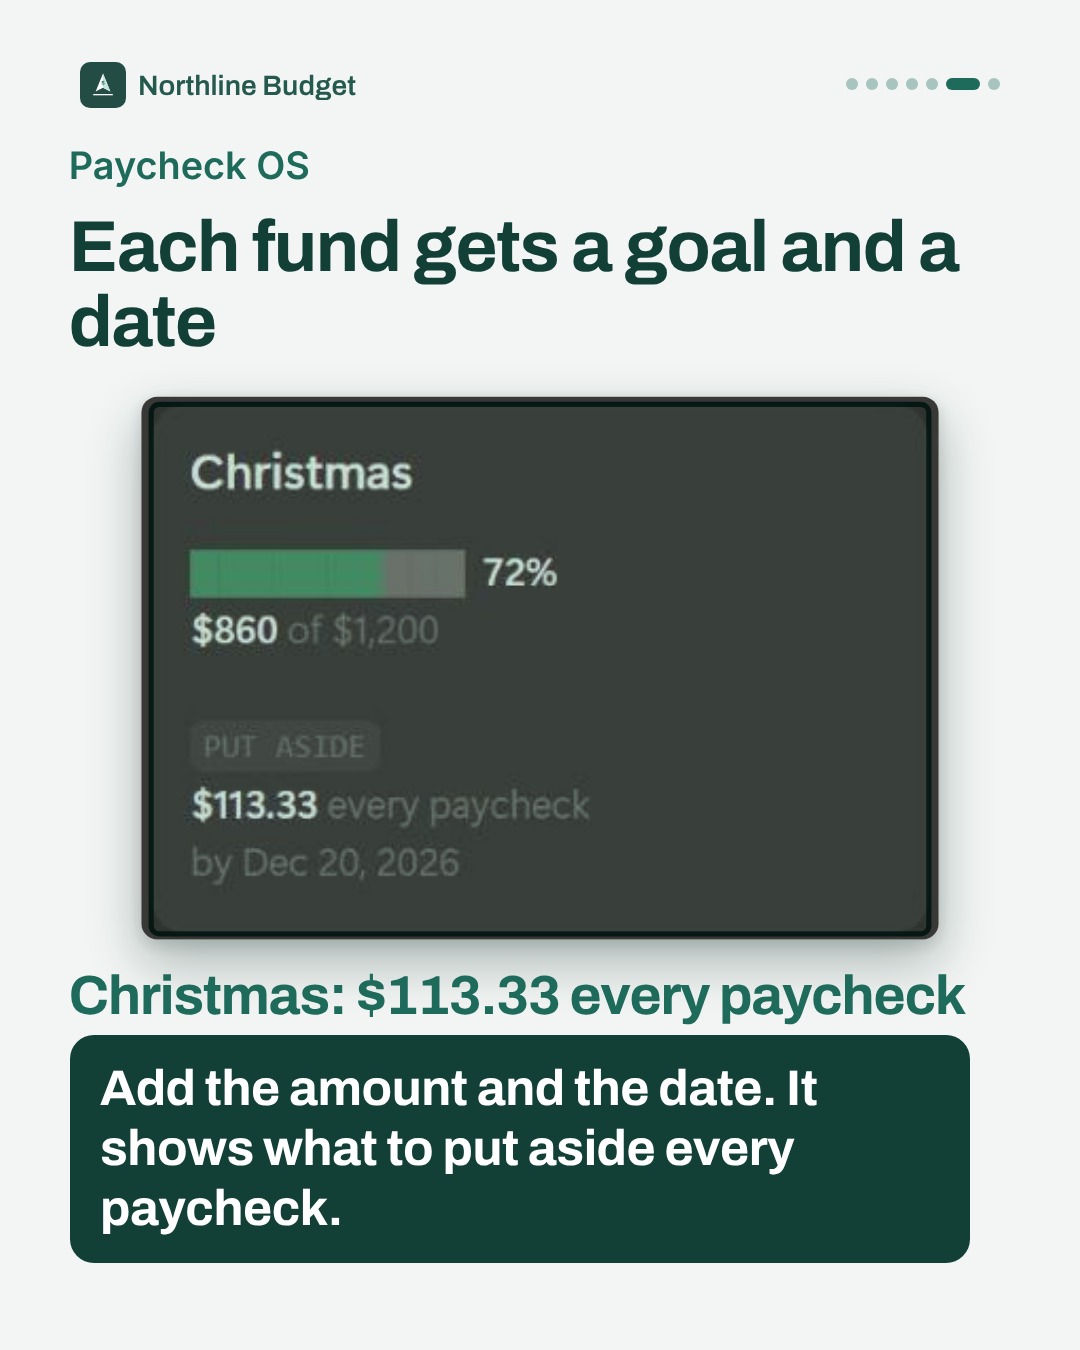 Northline Budget
Paycheck OS
Each fund gets a goal and a
date
Christmas
72%
$860 of $1,200
PUT ASIDE
$113.33 every paycheck
by Dec 20, 2026
Christmas: $113.33 every paycheck
Add the amount and the date. It
shows what to put aside every
paycheck.